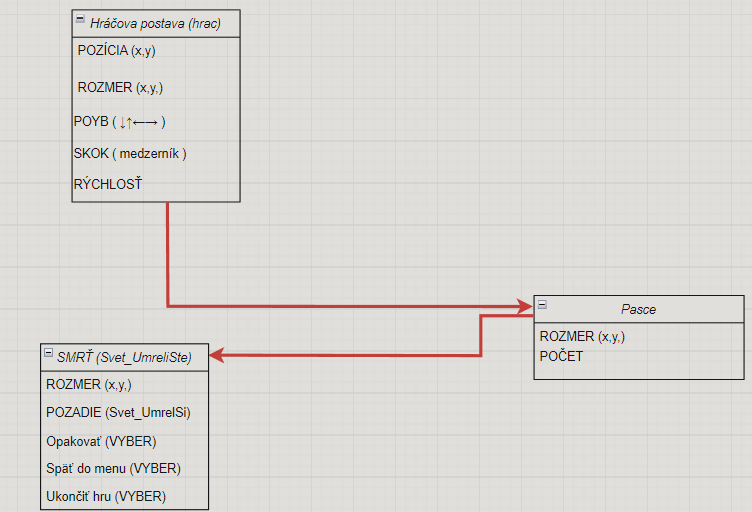 Hráčova postava (hrac)
POZÍCIA (x,y)
ROZMER (x,y,)
POYB ( ↓↑←→ )
SKOK ( medzerník )
RÝCHLOSŤ
Pasce
ROZMER (x,y,)
POČET
SMRŤ (Svet_UmreliSte)
ROZMER (x,y,)
POZADIE (Svet_UmrelSi)
Opakovať (VYBER)
Späť do menu (VYBER)
Ukončiť hru (VYBER)